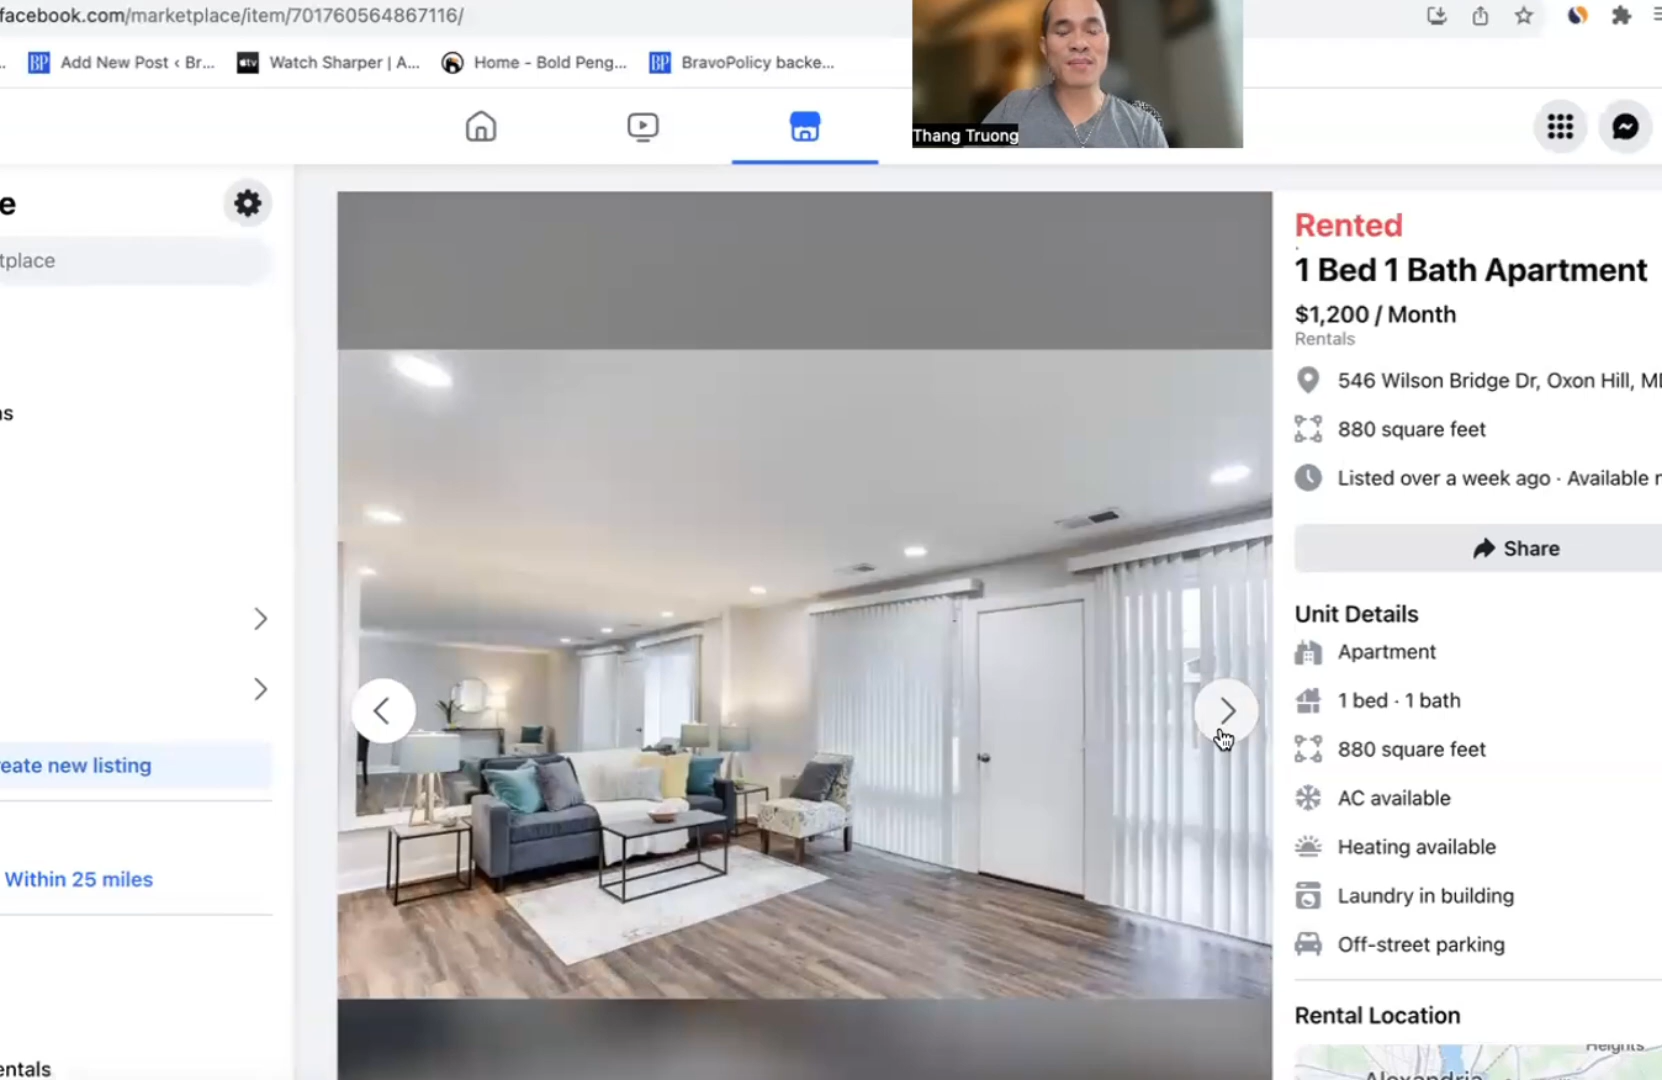 facebook.com/marketplace/item/701760564867116/
Add New Post ‹ Br...
Watch Sharper | A...
Home - Bold Peng...
BravoPolicy backe...
Thang Truong
Rented
1 Bed 1 Bath Apartment
$1,200 / Month
Rentals
546 Wilson Bridge Dr, Oxon Hill, MD
880 square feet
Listed over a week ago · Available
Share
Unit Details
Apartment
1 bed · 1 bath
880 square feet
AC available
Heating available
Laundry in building
Off-street parking
Rental Location
Heights
Alexandria
e
tplace
s
eate new listing
Within 25 miles
entals